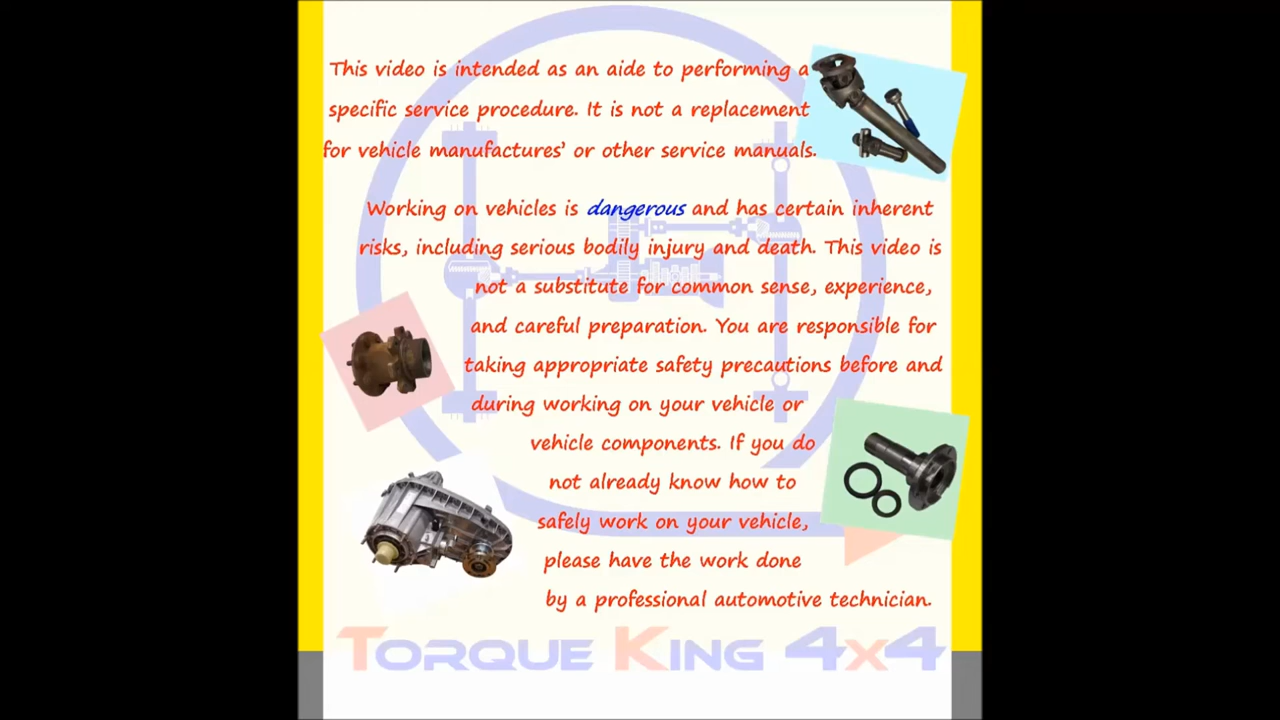 This video is intended as an aide to performing a
specific service procedure. It is not a replacement
for vehicle manufactures' or other service manuals.
Working on vehicles is dangerous and has certain inherent
risks, including serious bodily injury and death. This video is
not a substitute for common sense, experience,
and careful preparation. You are responsible for
taking appropriate safety precautions before and
during working on your vehicle or
vehicle components. If you do
not already know how to
safely work on your vehicle,
please have the work done
by a professional automotive technician.
TORQUE KING 4x4